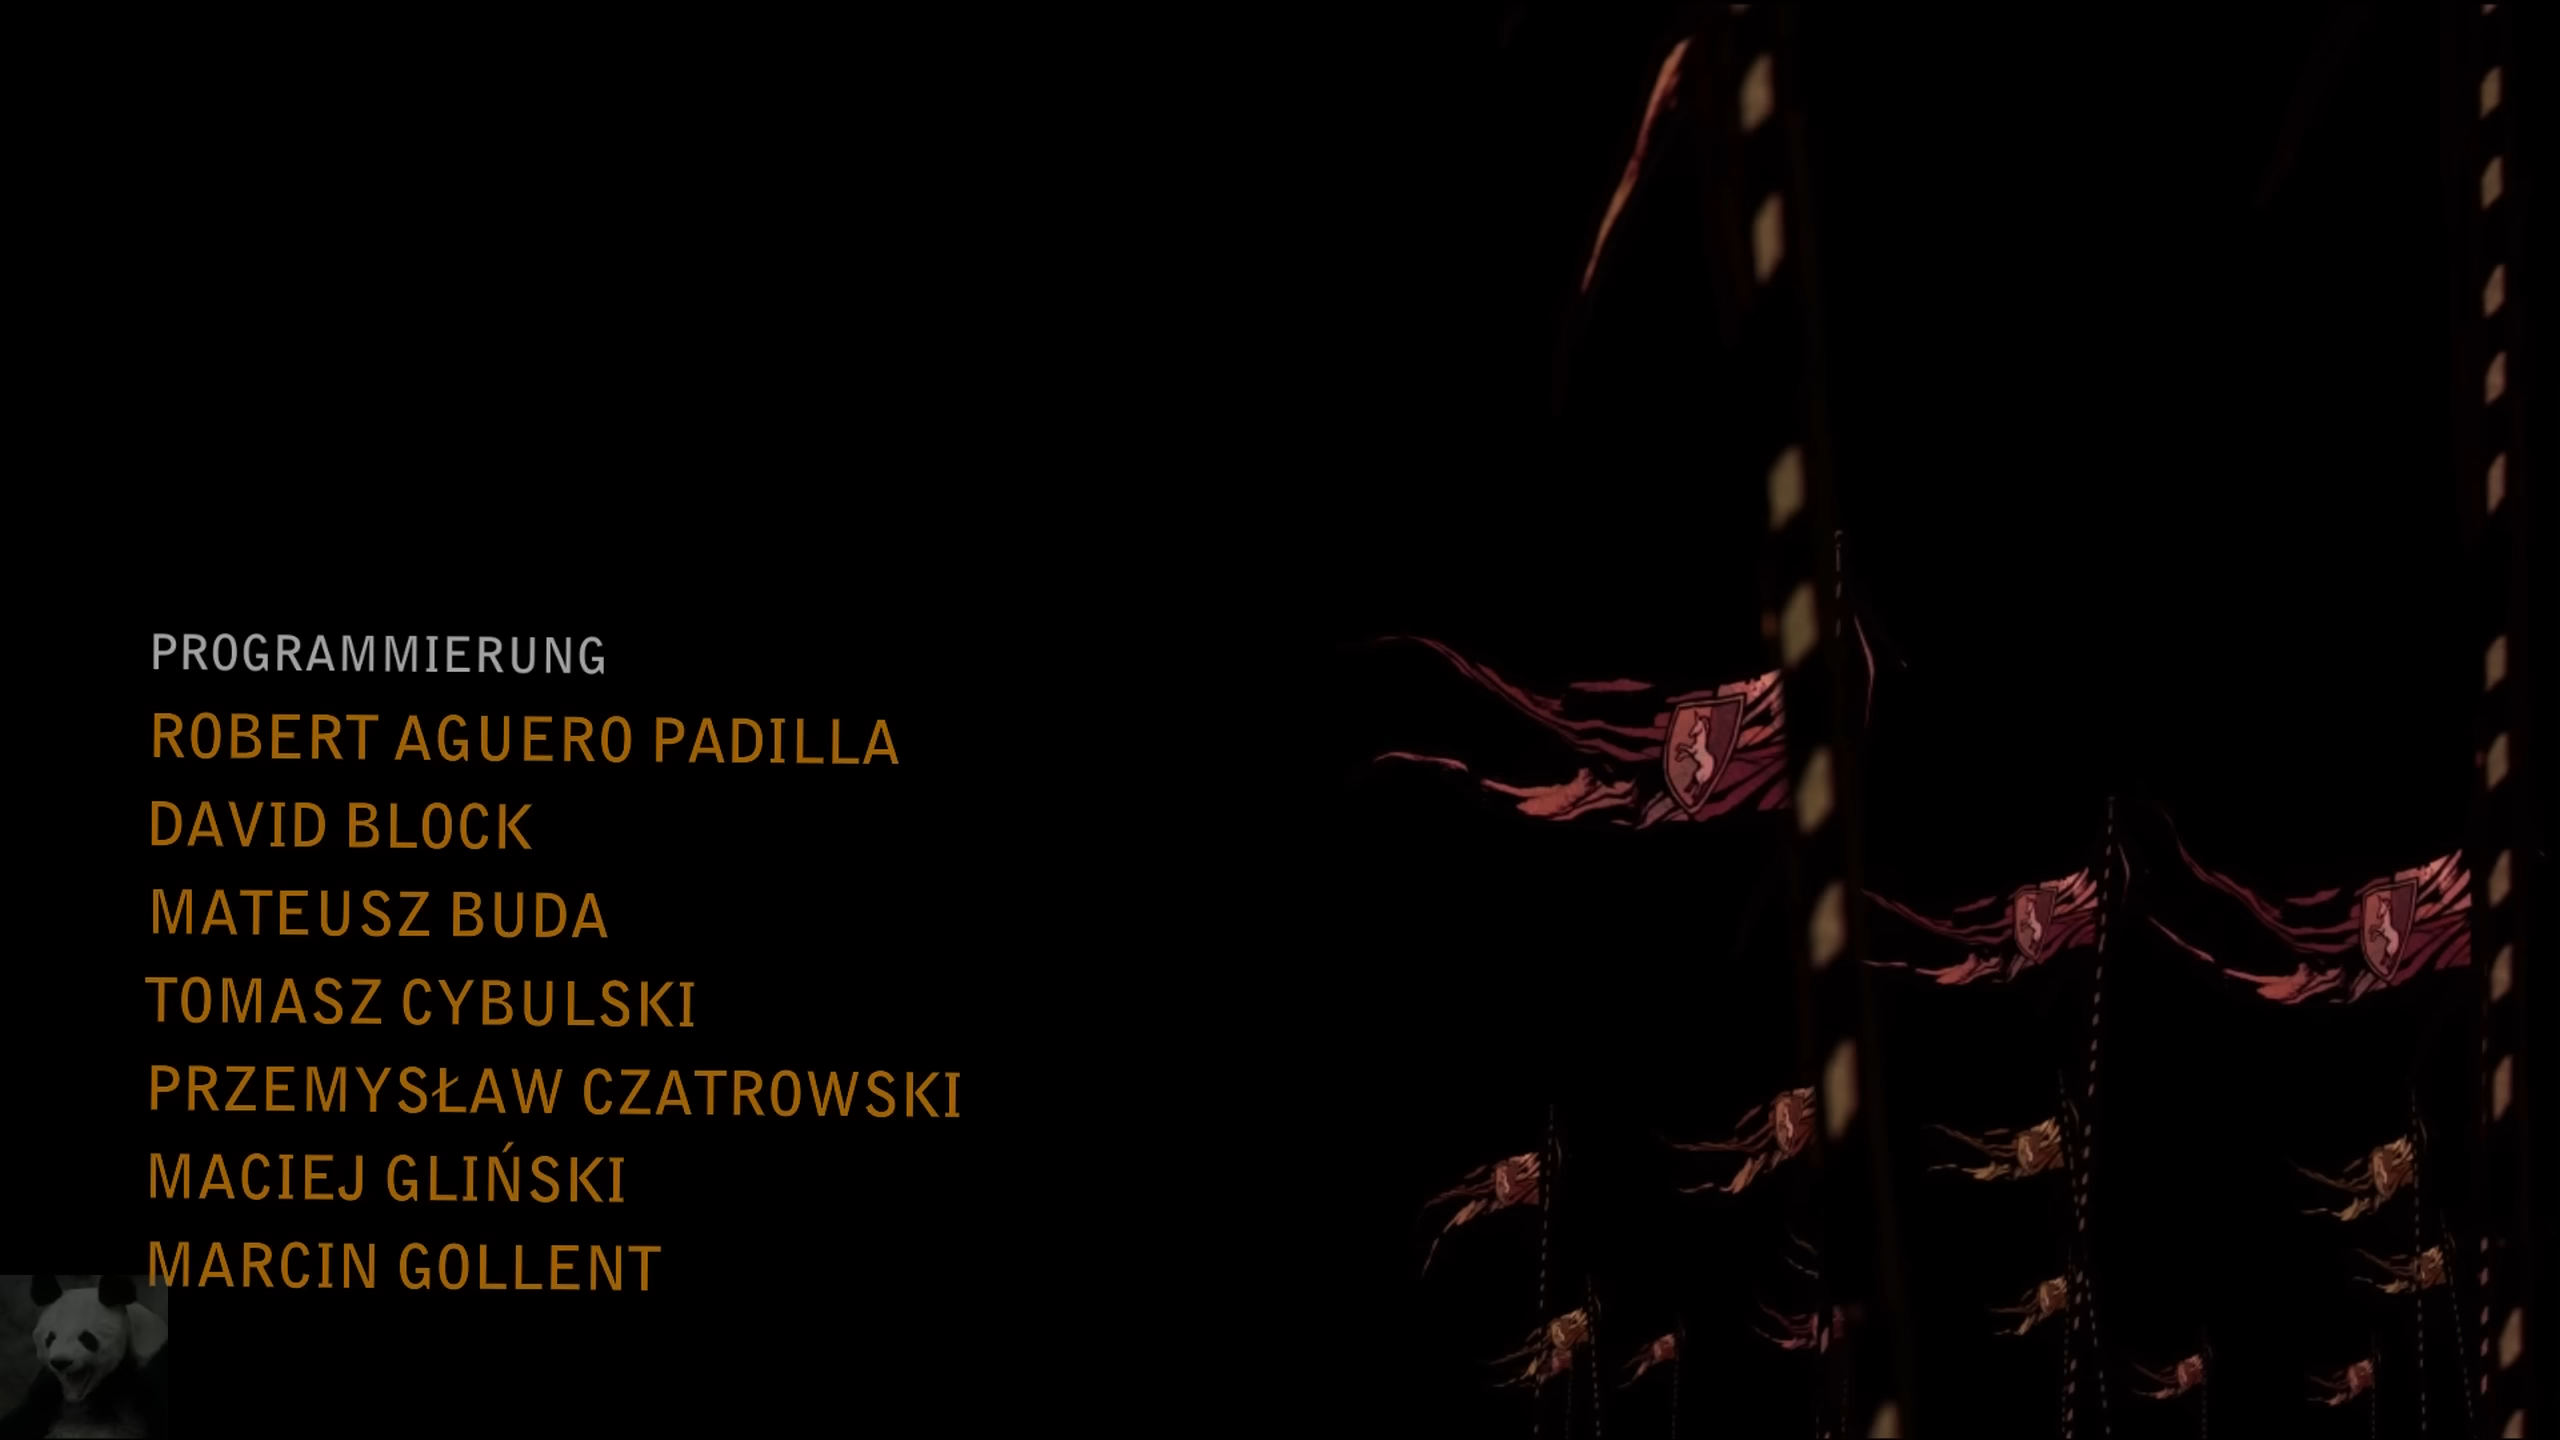 PROGRAMMIERUNG
ROBERT AGUERO PADILLA
DAVID BLOCK
MATEUSZ BUDA
TOMASZ CYBULSKI
PRZEMYSŁAW CZATROWSKI
MACIEJ GLIŃSKI
MARCIN GOLLENT